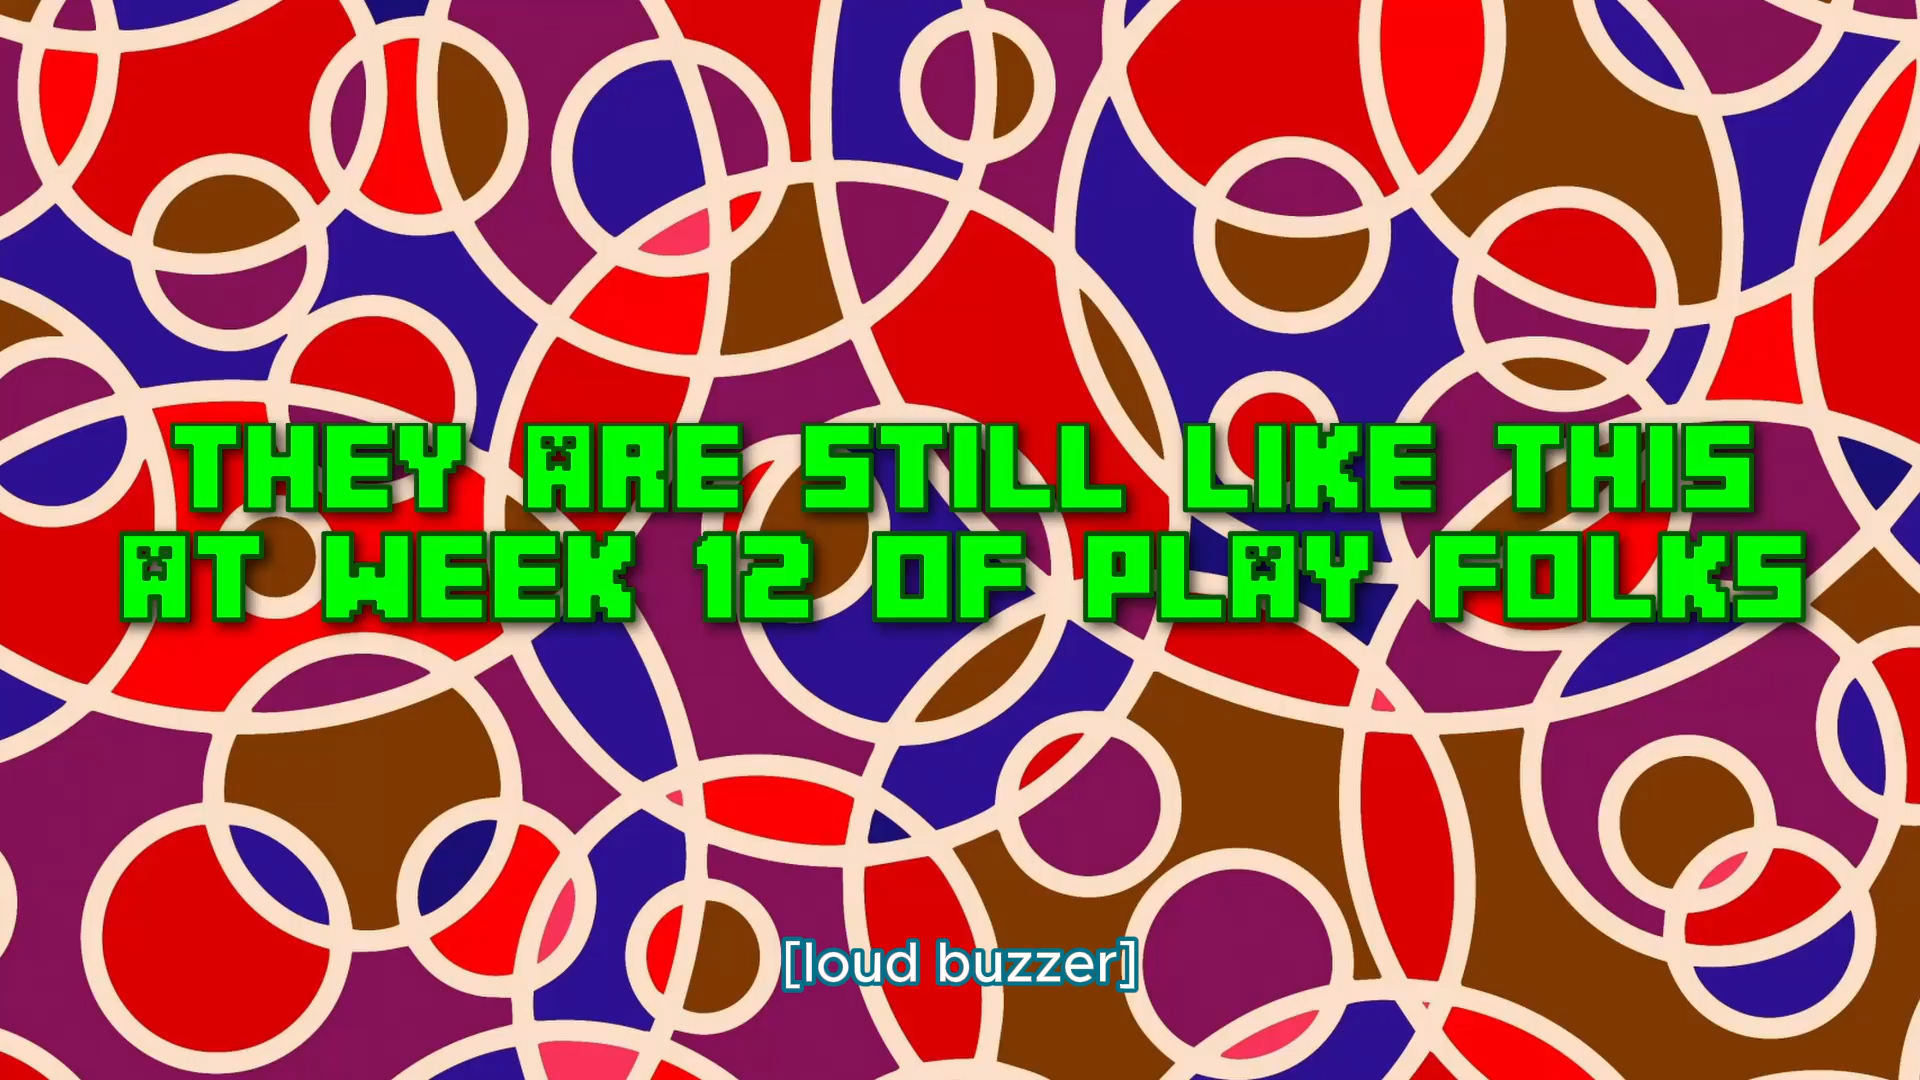 THEY ARE STILL LIKE THIS
AT WEEK 12 OF PLAY FOLKS
[loud buzzer]